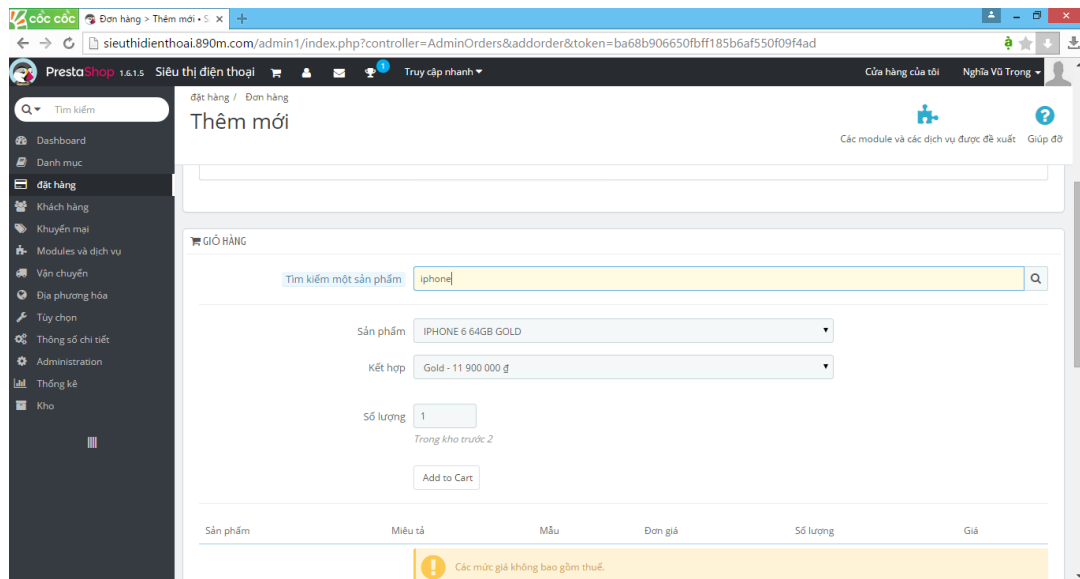 cốc cốc Đơn hàng > Thêm mới • S
sieuthidienthoai.890m.com/admin1/index.php?controller=AdminOrders&addorder&token=ba68b906650fbff185b6af550f09f4ad
PrestaShop 1.6.1.5 Siêu thị điện thoại 1 Truy cập nhanh Cửa hàng của tôi Nghĩa Vũ Trọng
Tìm kiếm
Dashboard
Danh mục
đặt hàng
Khách hàng
Khuyến mại
Modules và dịch vụ
Vận chuyển
Địa phương hóa
Tùy chọn
Thông số chi tiết
Administration
Thống kê
Kho
đặt hàng / Đơn hàng
Thêm mới
Các module và các dịch vụ được đề xuất Giúp đỡ
GIỎ HÀNG
Tìm kiếm một sản phẩm iphone
Sản phẩm IPHONE 6 64GB GOLD
Kết hợp Gold - 11 900 000 ₫
Số lượng 1
Trong kho trước 2
Add to Cart
Sản phẩm Miêu tả Mẫu Đơn giá Số lượng Giá
Các mức giá không bao gồm thuế.